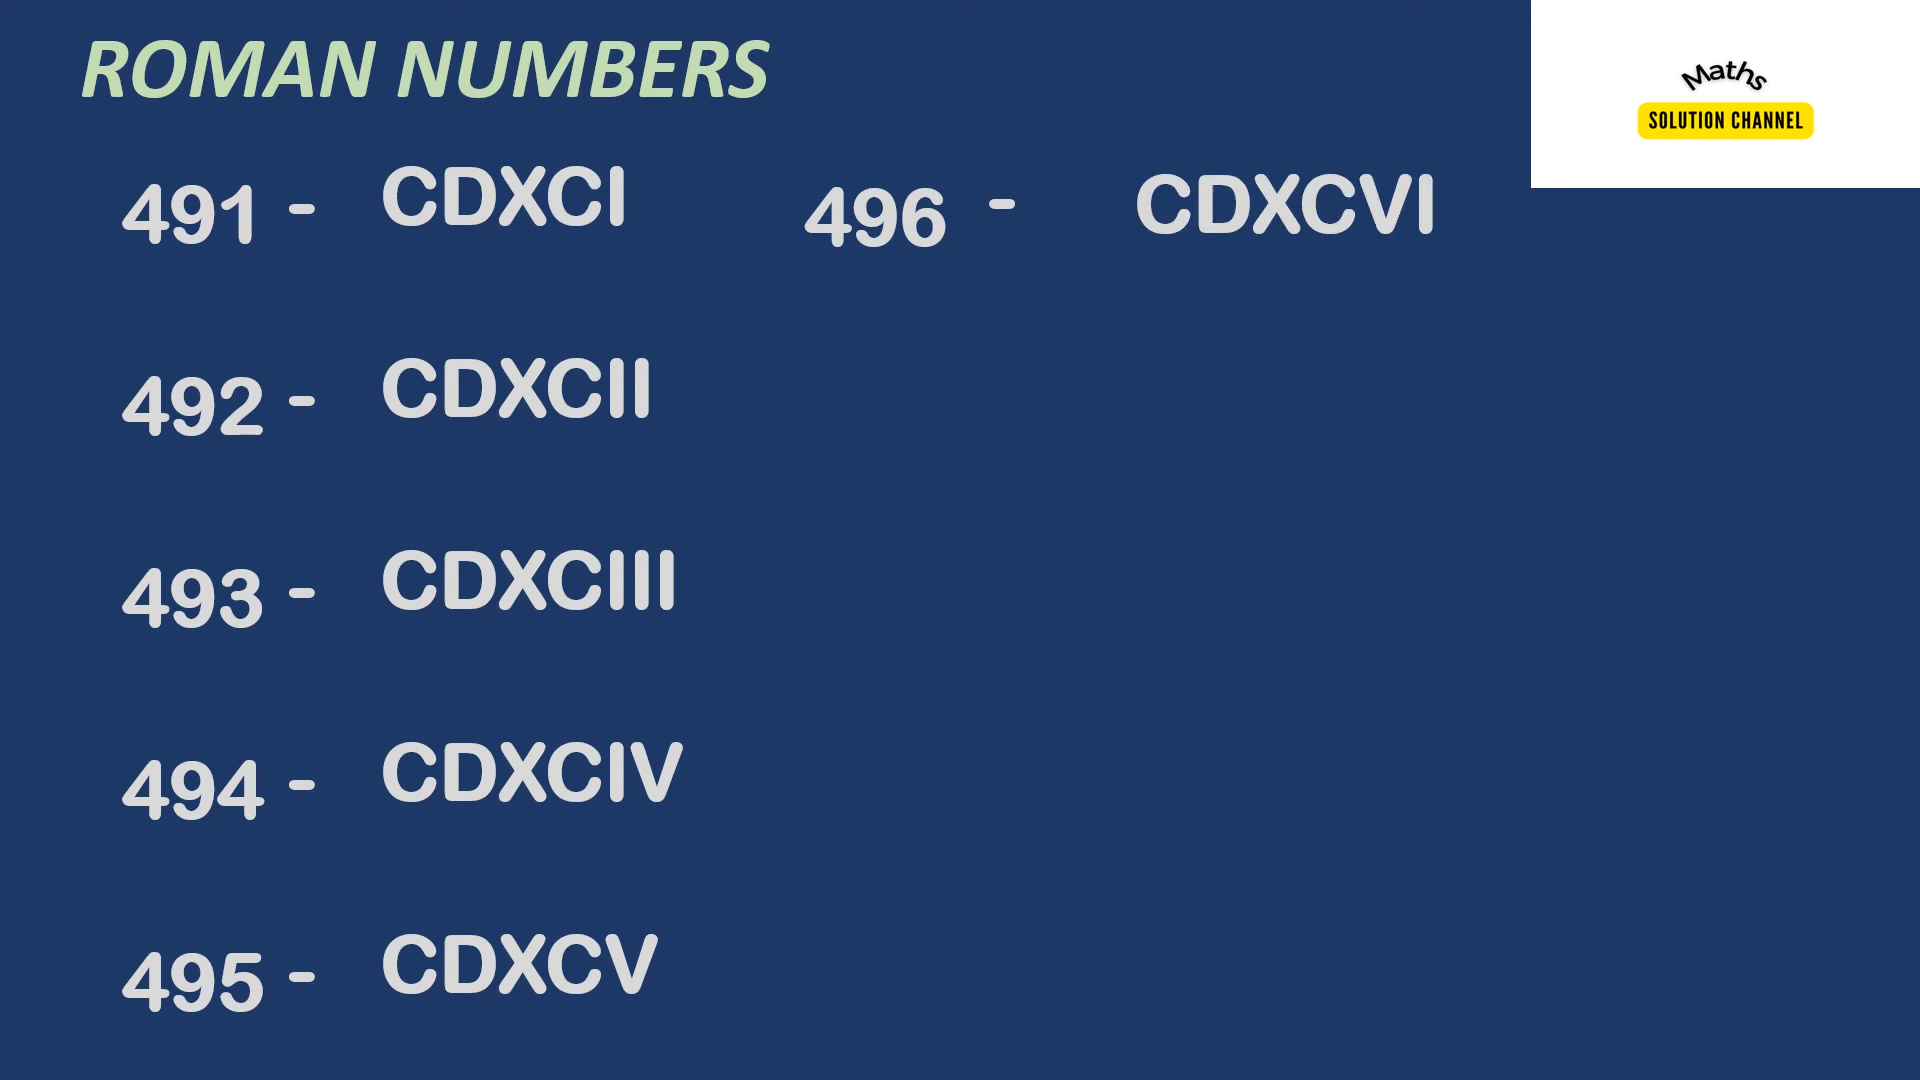 ROMAN NUMBERS
Maths
SOLUTION CHANNEL
491 - CDXCI
492 - CDXCII
493 - CDXCIII
494 - CDXCIV
495 - CDXCV
496 - CDXCVI